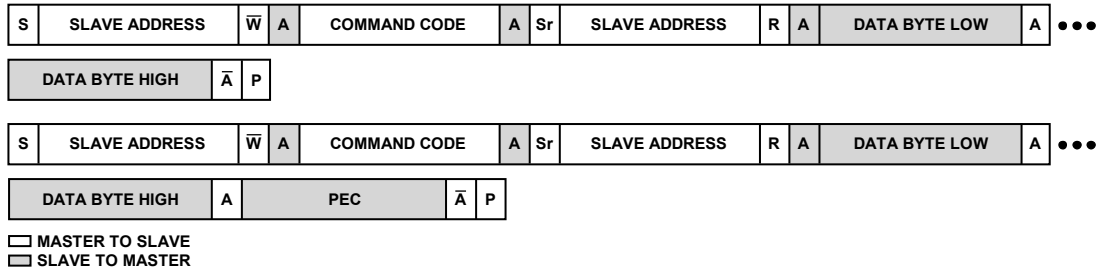 S SLAVE ADDRESS W̅ A COMMAND CODE A Sr SLAVE ADDRESS R A DATA BYTE LOW A •••
DATA BYTE HIGH A̅ P
S SLAVE ADDRESS W̅ A COMMAND CODE A Sr SLAVE ADDRESS R A DATA BYTE LOW A •••
DATA BYTE HIGH A PEC A̅ P
MASTER TO SLAVE
SLAVE TO MASTER